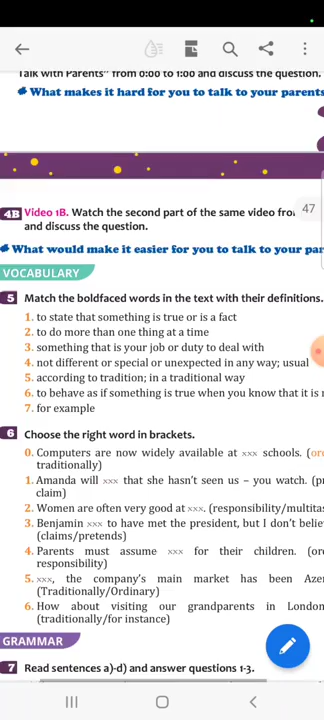 Talk with Parents" from 0:00 to 1:00 and discuss the question.
What makes it hard for you to talk to your parents
47
4B Video 1B. Watch the second part of the same video from
and discuss the question.
What would make it easier for you to talk to your par
VOCABULARY
5 Match the boldfaced words in the text with their definitions.
1. to state that something is true or is a fact
2. to do more than one thing at a time
3. something that is your job or duty to deal with
4. not different or special or unexpected in any way; usual
5. according to tradition; in a traditional way
6. to behave as if something is true when you know that it is n
7. for example
6 Choose the right word in brackets.
0. Computers are now widely available at xxx schools. (ord
traditionally)
1. Amanda will xxx that she hasn't seen us – you watch. (pr
claim)
2. Women are often very good at xxx. (responsibility/multitas
3. Benjamin xxx to have met the president, but I don't believ
(claims/pretends)
4. Parents must assume xxx for their children. (ord
responsibility)
5. xxx, the company's main market has been Azer
(Traditionally/Ordinary)
6. How about visiting our grandparents in London
(traditionally/for instance)
GRAMMAR
7 Read sentences a)-d) and answer questions 1-3.